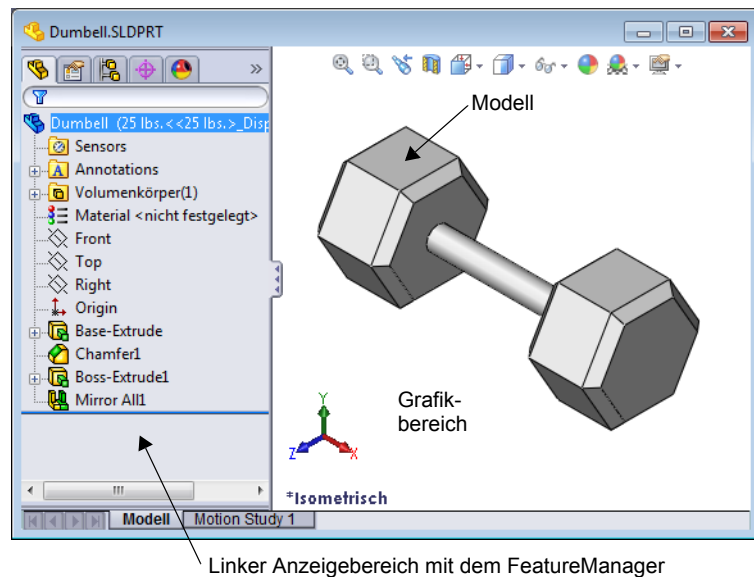 Dumbell.SLDPRT
Modell
Dumbell (25 lbs.<<25 lbs.>_Disp
Sensors
Annotations
Volumenkörper(1)
Material <nicht festgelegt>
Front
Top
Right
Origin
Base-Extrude
Chamfer1
Boss-Extrude1
Mirror All1
Grafik-
bereich
Y
Z
X
*Isometrisch
Modell
Motion Study 1
Linker Anzeigebereich mit dem FeatureManager